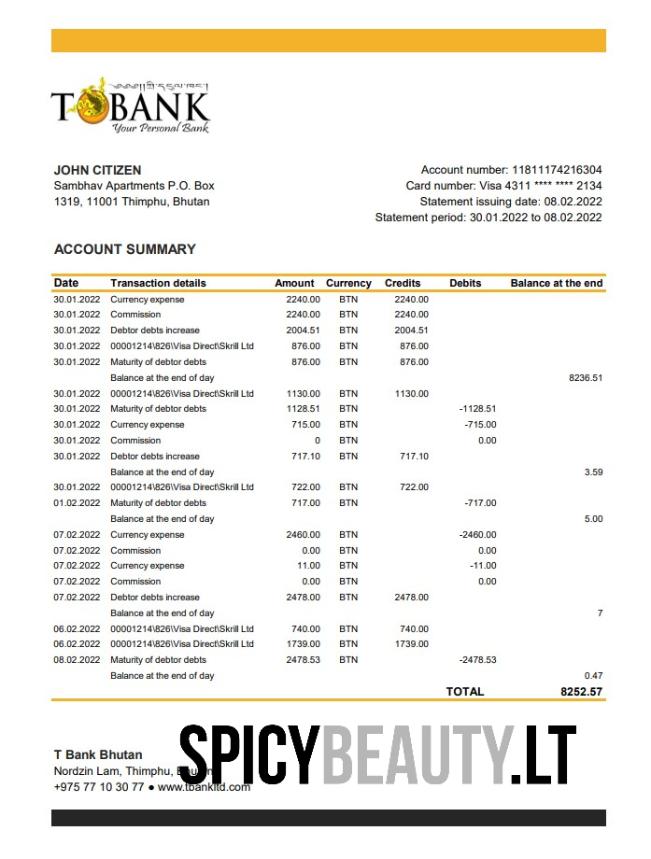 T BANK
Your Personal Bank
JOHN CITIZEN
Sambhav Apartments P.O. Box
1319, 11001 Thimphu, Bhutan
Account number: 11811174216304
Card number: Visa 4311 **** **** 2134
Statement issuing date: 08.02.2022
Statement period: 30.01.2022 to 08.02.2022
ACCOUNT SUMMARY
Date Transaction details Amount Currency Credits Debits Balance at the end
30.01.2022 Currency expense 2240.00 BTN 2240.00
30.01.2022 Commission 2240.00 BTN 2240.00
30.01.2022 Debtor debts increase 2004.51 BTN 2004.51
30.01.2022 00001214\826\Visa Direct\Skrill Ltd 876.00 BTN 876.00
30.01.2022 Maturity of debtor debts 876.00 BTN 876.00
Balance at the end of day 8236.51
30.01.2022 00001214\826\Visa Direct\Skrill Ltd 1130.00 BTN 1130.00
30.01.2022 Maturity of debtor debts 1128.51 BTN -1128.51
30.01.2022 Currency expense 715.00 BTN -715.00
30.01.2022 Commission 0 BTN 0.00
30.01.2022 Debtor debts increase 717.10 BTN 717.10
Balance at the end of day 3.59
30.01.2022 00001214\826\Visa Direct\Skrill Ltd 722.00 BTN 722.00
01.02.2022 Maturity of debtor debts 717.00 BTN -717.00
Balance at the end of day 5.00
07.02.2022 Currency expense 2460.00 BTN -2460.00
07.02.2022 Commission 0.00 BTN 0.00
07.02.2022 Currency expense 11.00 BTN -11.00
07.02.2022 Commission 0.00 BTN 0.00
07.02.2022 Debtor debts increase 2478.00 BTN 2478.00
Balance at the end of day 7
06.02.2022 00001214\826\Visa Direct\Skrill Ltd 740.00 BTN 740.00
06.02.2022 00001214\826\Visa Direct\Skrill Ltd 1739.00 BTN 1739.00
08.02.2022 Maturity of debtor debts 2478.53 BTN -2478.53
Balance at the end of day 0.47
TOTAL 8252.57
SPICYBEAUTY.LT
T Bank Bhutan
Nordzin Lam, Thimphu,
+975 77 10 30 77 ● www.tbankltd.com